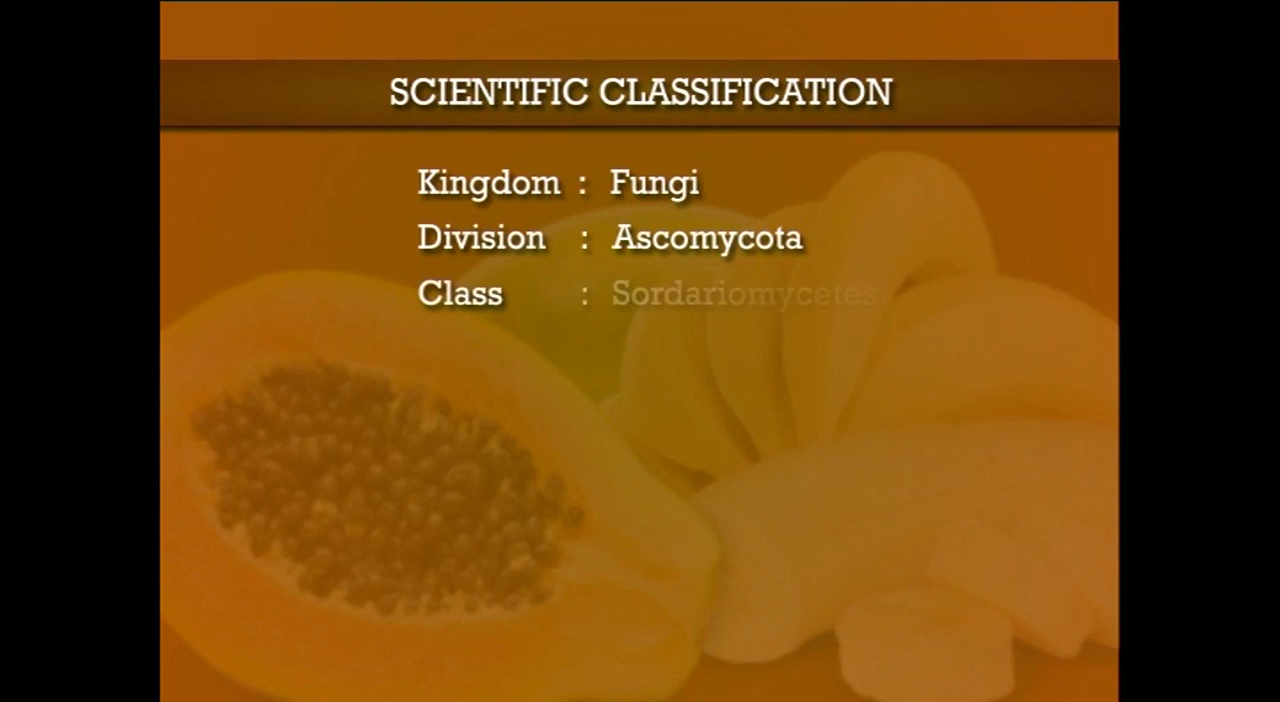 SCIENTIFIC CLASSIFICATION
Kingdom : Fungi
Division : Ascomycota
Class : Sordariomycetes